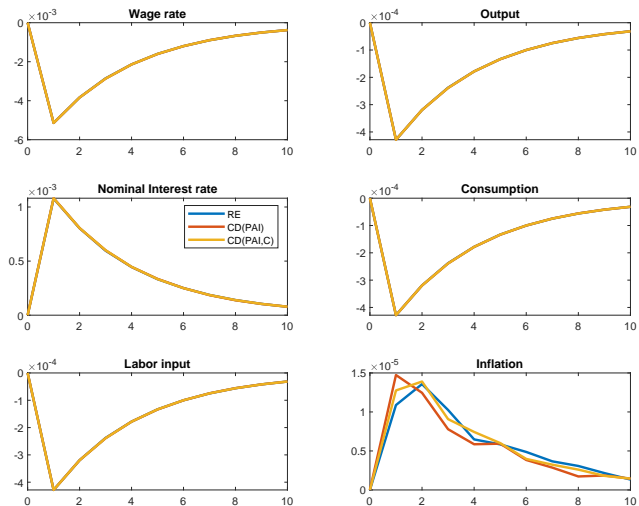 Wage rate
×10⁻³
0
-2
-4
-6
0 2 4 6 8 10
Output
×10⁻⁴
0
-1
-2
-3
-4
0 2 4 6 8 10
Nominal Interest rate
×10⁻³
1
0.5
0
0 2 4 6 8 10
RE
CD(PAI)
CD(PAI,C)
Consumption
×10⁻⁴
0
-1
-2
-3
-4
0 2 4 6 8 10
Labor input
×10⁻⁴
0
-1
-2
-3
-4
0 2 4 6 8 10
Inflation
×10⁻⁵
1.5
1
0.5
0
0 2 4 6 8 10